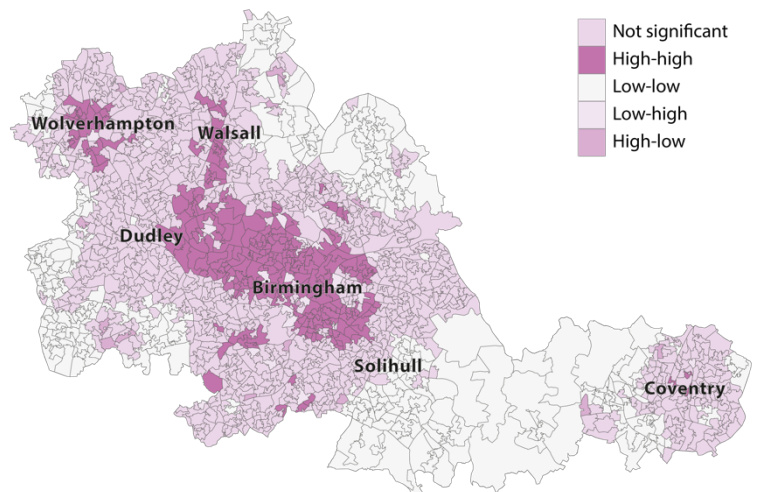 Not significant
High-high
Low-low
Low-high
High-low
Wolverhampton
Walsall
Dudley
Birmingham
Solihull
Coventry